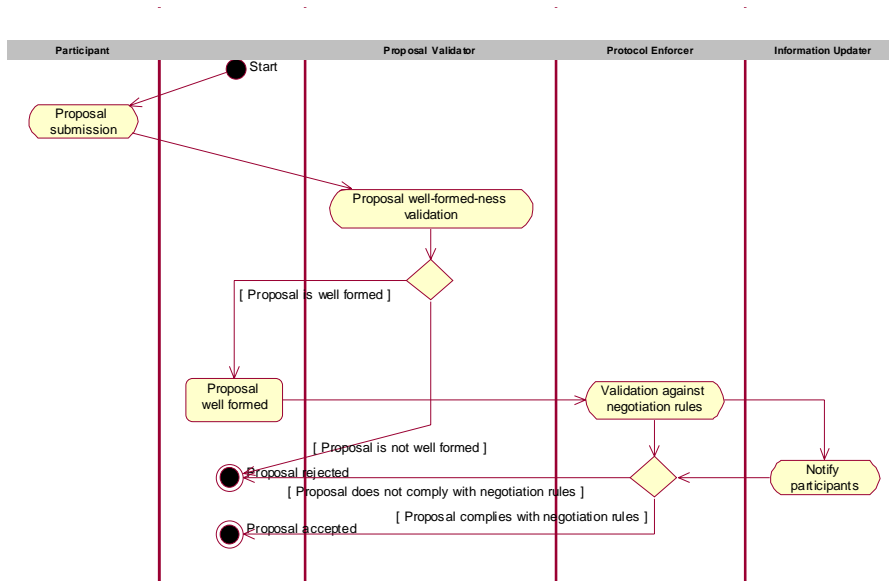 Participant
Proposal Validator
Protocol Enforcer
Information Updater
Start
Proposal
submission
Proposal well-formed-ness
validation
[ Proposal is well formed ]
Proposal
well formed
Validation against
negotiation rules
[ Proposal is not well formed ]
Proposal rejected
Notify
participants
[ Proposal does not comply with negotiation rules ]
[ Proposal complies with negotiation rules ]
Proposal accepted